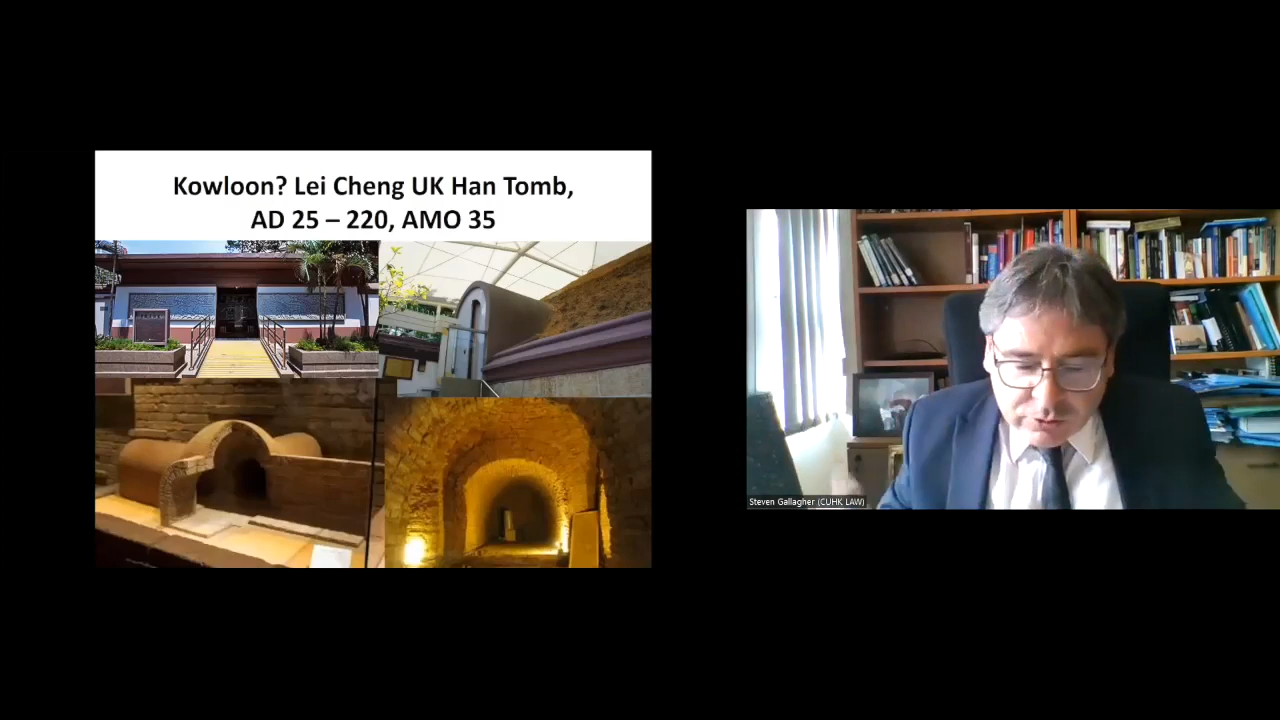 Kowloon? Lei Cheng UK Han Tomb,
AD 25 – 220, AMO 35
Steven Gallagher (CUHK LAW)